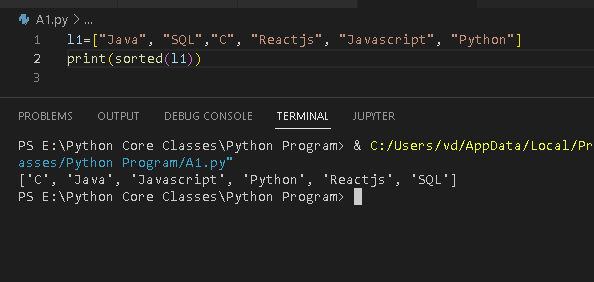 A1.py > ...
1 l1=["Java", "SQL","C", "Reactjs", "Javascript", "Python"]
2 print(sorted(l1))
3
PROBLEMS OUTPUT DEBUG CONSOLE TERMINAL JUPYTER
PS E:\Python Core Classes\Python Program> & C:/Users/vd/AppData/Local/Pr
asses/Python Program/A1.py"
['C', 'Java', 'Javascript', 'Python', 'Reactjs', 'SQL']
PS E:\Python Core Classes\Python Program>